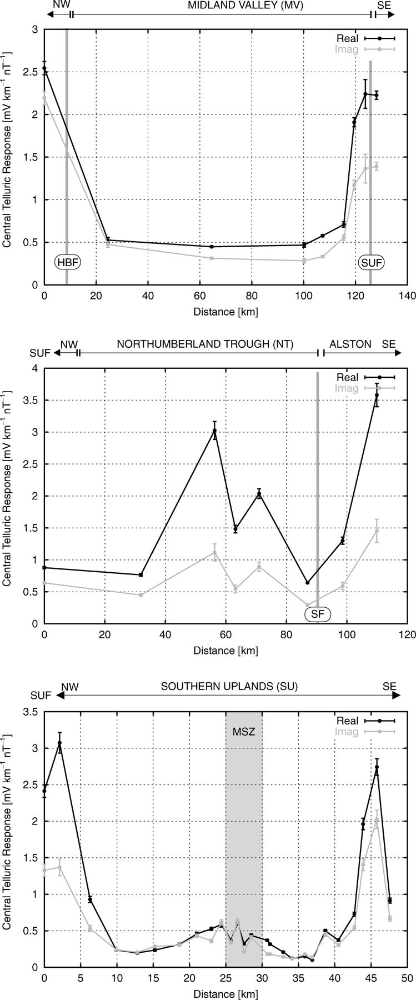 NW MIDLAND VALLEY (MV) SE
Real
Imag
Central Telluric Response [mV km⁻¹ nT⁻¹]
3
2.5
2
1.5
1
0.5
0
HBF SUF
0 20 40 60 80 100 120 140
Distance [km]
SUF NW NORTHUMBERLAND TROUGH (NT) ALSTON SE
Real
Imag
Central Telluric Response [mV km⁻¹ nT⁻¹]
4
3.5
3
2.5
2
1.5
1
0.5
0
SF
0 20 40 60 80 100 120
Distance [km]
SUF NW SOUTHERN UPLANDS (SU) SE
Real
Imag
MSZ
Central Telluric Response [mV km⁻¹ nT⁻¹]
3.5
3
2.5
2
1.5
1
0.5
0
0 5 10 15 20 25 30 35 40 45 50
Distance [km]